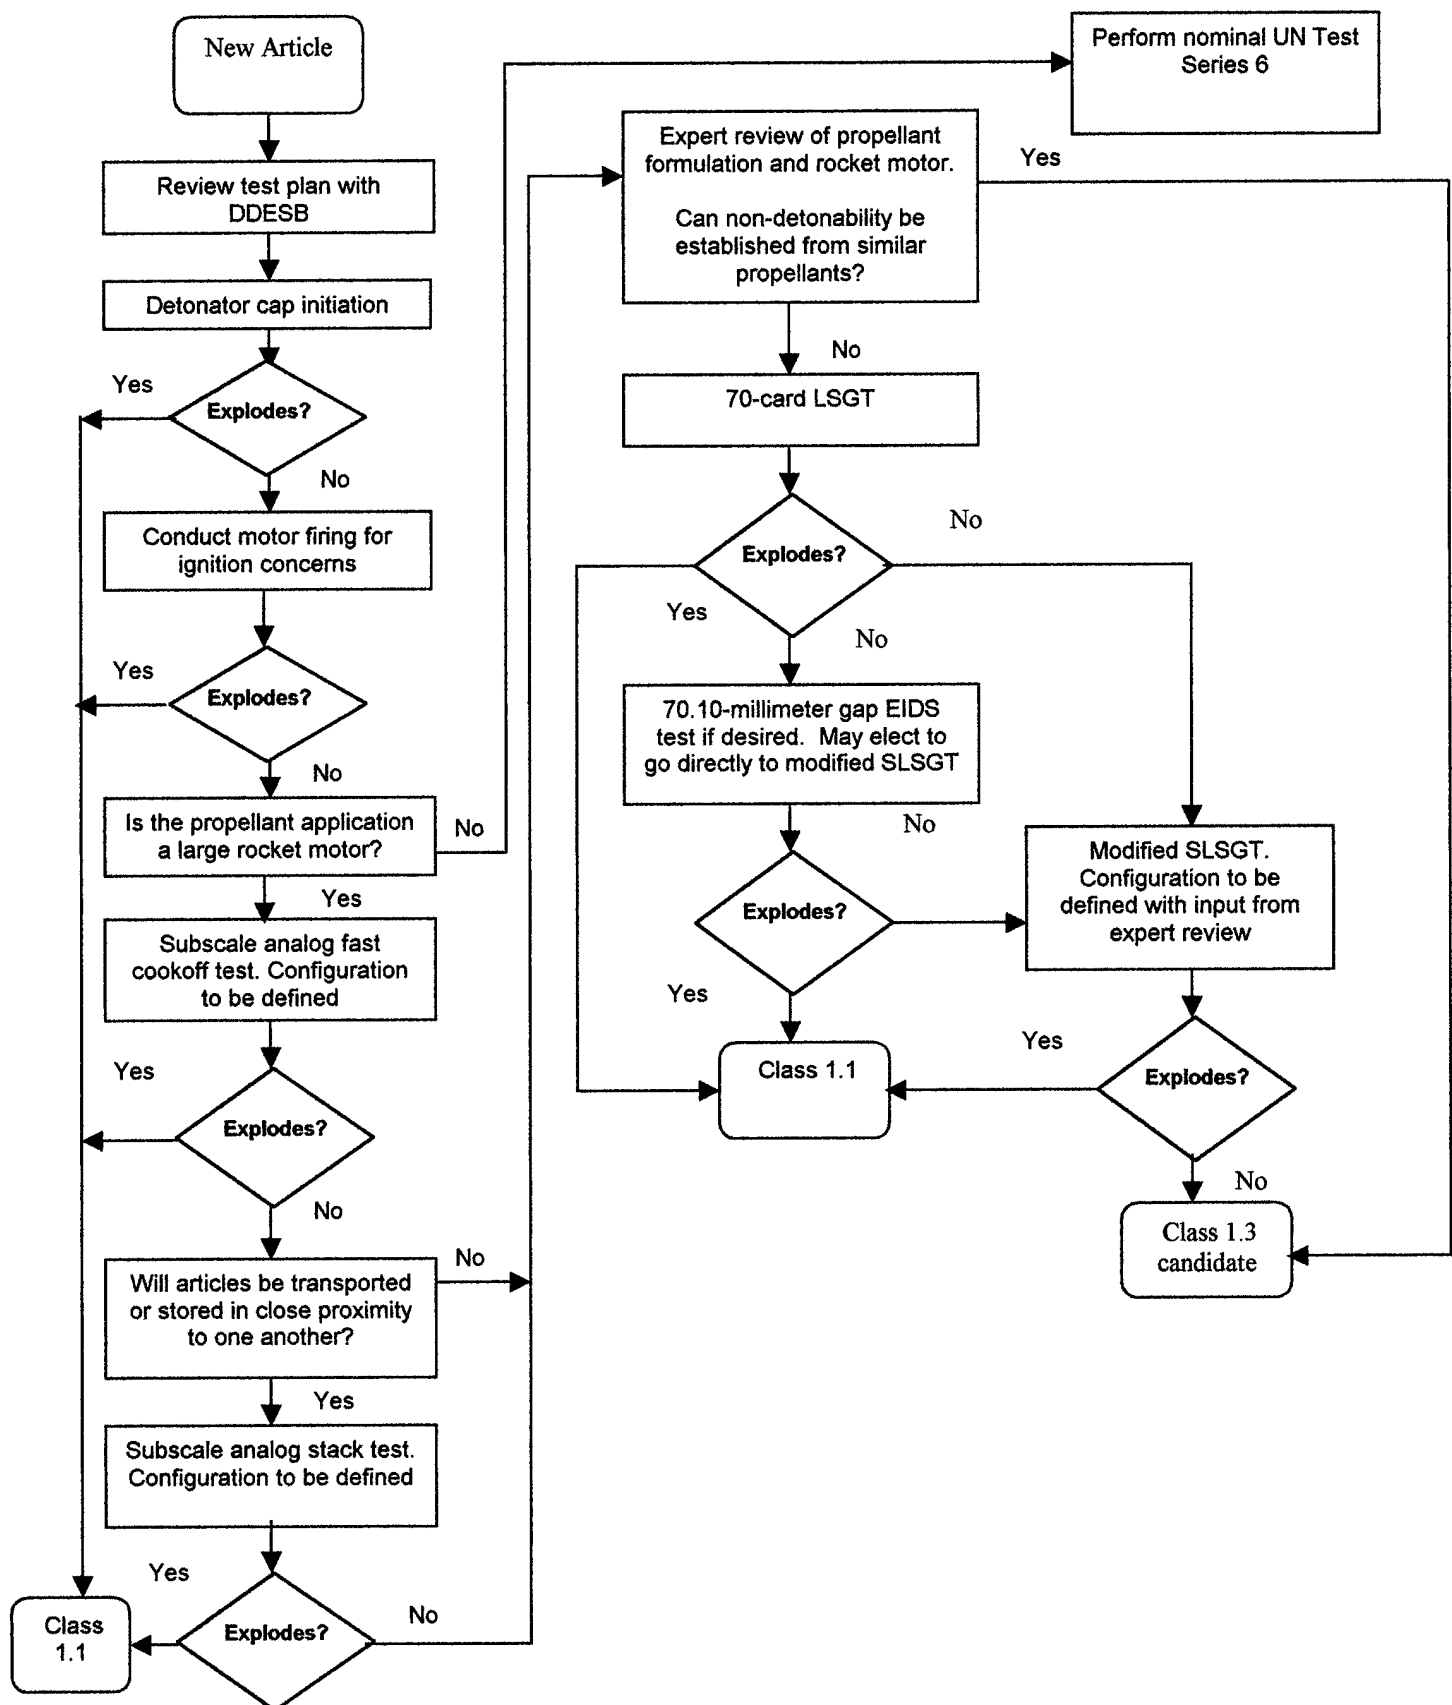 New Article
Review test plan with
DDESB
Detonator cap initiation
Yes
Explodes?
No
Conduct motor firing for
ignition concerns
Yes
Explodes?
No
Is the propellant application
a large rocket motor?
No
Yes
Subscale analog fast
cookoff test. Configuration
to be defined
Yes
Explodes?
No
Will articles be transported
or stored in close proximity
to one another?
No
Yes
Subscale analog stack test.
Configuration to be defined
Yes
Explodes?
No
Class
1.1
Perform nominal UN Test
Series 6
Expert review of propellant
formulation and rocket motor.
Can non-detonability be
established from similar
propellants?
Yes
No
70-card LSGT
Explodes?
No
Yes
No
70.10-millimeter gap EIDS
test if desired. May elect to
go directly to modified SLSGT
No
Explodes?
Yes
Modified SLSGT.
Configuration to be
defined with input from
expert review
Class 1.1
Yes
Explodes?
No
Class 1.3
candidate